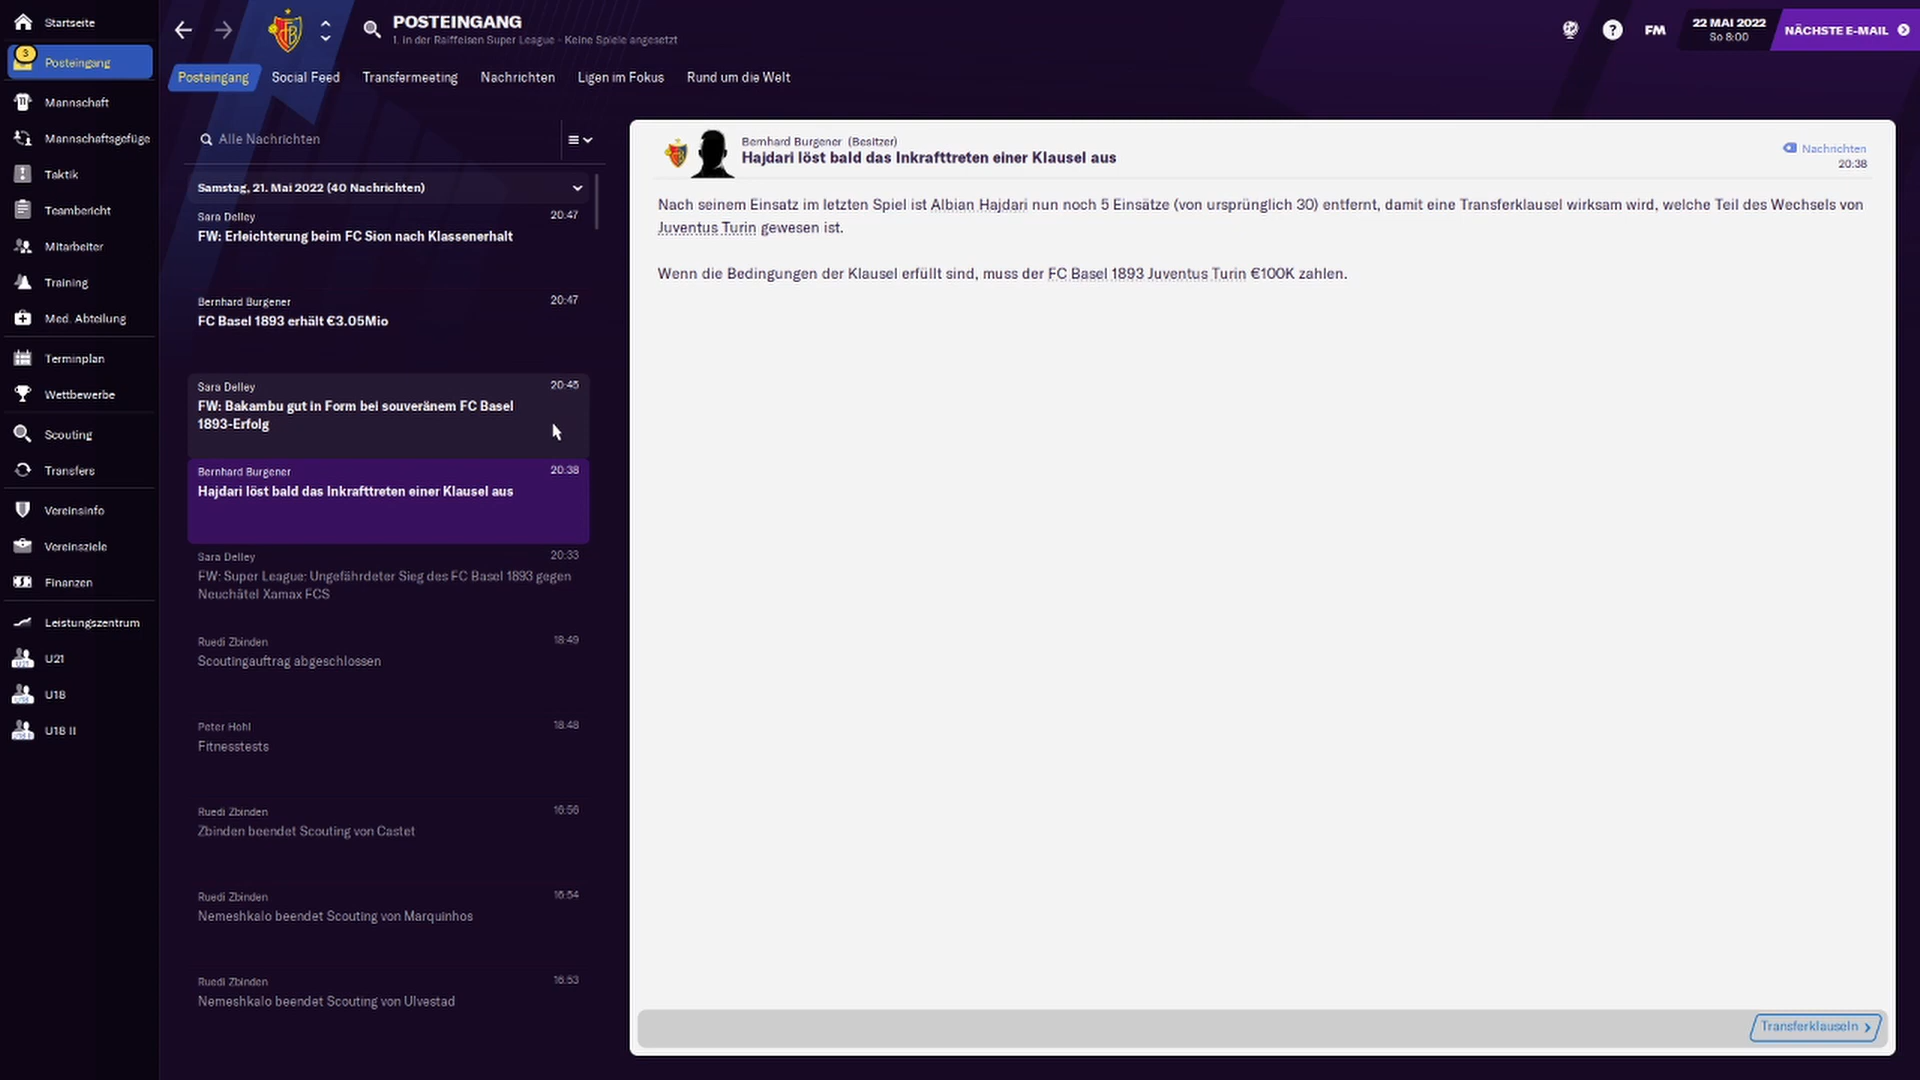 Startseite
3
Posteingang
Mannschaft
Mannschaftsgefüge
Taktik
Teambericht
Mitarbeiter
Training
Med. Abteilung
Terminplan
Wettbewerbe
Scouting
Transfers
Vereinsinfo
Vereinsziele
Finanzen
Leistungszentrum
U21
U18
U18 II
POSTEINGANG
1. in der Raiffeisen Super League - Keine Spiele angesetzt
FM
22 MAI 2022
So 8:00
NÄCHSTE E-MAIL
Posteingang
Social Feed
Transfermeeting
Nachrichten
Ligen im Fokus
Rund um die Welt
Alle Nachrichten
Samstag, 21. Mai 2022 (40 Nachrichten)
Sara Delley 20:47
FW: Erleichterung beim FC Sion nach Klassenerhalt
Bernhard Burgener 20:47
FC Basel 1893 erhält €3.05Mio
Sara Delley 20:45
FW: Bakambu gut in Form bei souveränem FC Basel
1893-Erfolg
Bernhard Burgener 20:38
Hajdari löst bald das Inkrafttreten einer Klausel aus
Sara Delley 20:33
FW: Super League: Ungefährdeter Sieg des FC Basel 1893 gegen
Neuchâtel Xamax FCS
Ruedi Zbinden 18:49
Scoutingauftrag abgeschlossen
Peter Hohl 18:48
Fitnesstests
Ruedi Zbinden 16:56
Zbinden beendet Scouting von Castet
Ruedi Zbinden 16:54
Nemeshkalo beendet Scouting von Marquinhos
Ruedi Zbinden 16:53
Nemeshkalo beendet Scouting von Ulvestad
Bernhard Burgener (Besitzer)
Hajdari löst bald das Inkrafttreten einer Klausel aus
Nachrichten
20:38
Nach seinem Einsatz im letzten Spiel ist Albian Hajdari nun noch 5 Einsätze (von ursprünglich 30) entfernt, damit eine Transferklausel wirksam wird, welche Teil des Wechsels von
Juventus Turin gewesen ist.
Wenn die Bedingungen der Klausel erfüllt sind, muss der FC Basel 1893 Juventus Turin €100K zahlen.
Transferklauseln